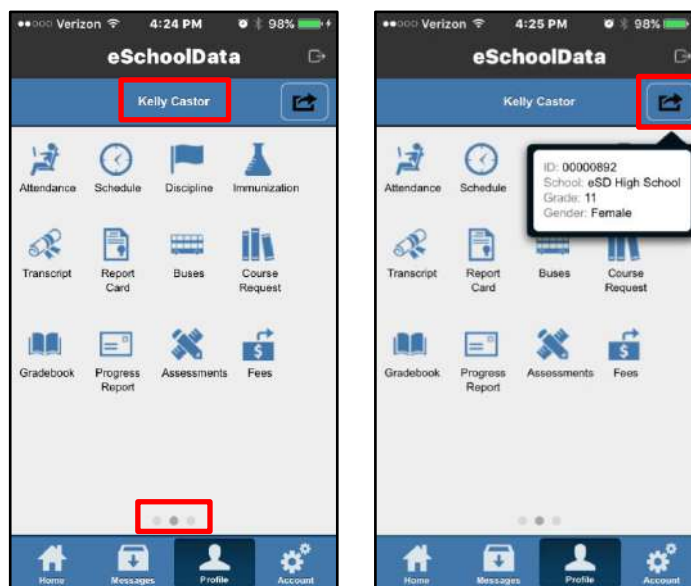 Verizon 4:24 PM 98%
eSchoolData
Kelly Castor
Attendance Schedule Discipline Immunization
Transcript Report Card Buses Course Request
Gradebook Progress Report Assessments Fees
Home Messages Profile Account
Verizon 4:25 PM 98%
eSchoolData
Kelly Castor
ID: 00000892
School: eSD High School
Grade: 11
Gender: Female
Attendance Schedule
Transcript Report Card Buses Course Request
Gradebook Progress Report Assessments Fees
Home Messages Profile Account